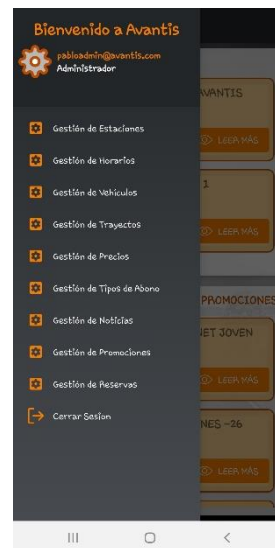 Bienvenido a Avantis
pabloadmin@avantis.com
Administrador
AVANTIS
LEER MÁS
Gestión de Estaciones
Gestión de Horarios
Gestión de Vehículos
1
Gestión de Trayectos
LEER MÁS
Gestión de Precios
Gestión de Tipos de Abono
PROMOCIONES
Gestión de Noticias
NET JOVEN
Gestión de Promociones
Gestión de Reservas
LEER MÁS
Cerrar Sesion
NES -26
LEER MÁS